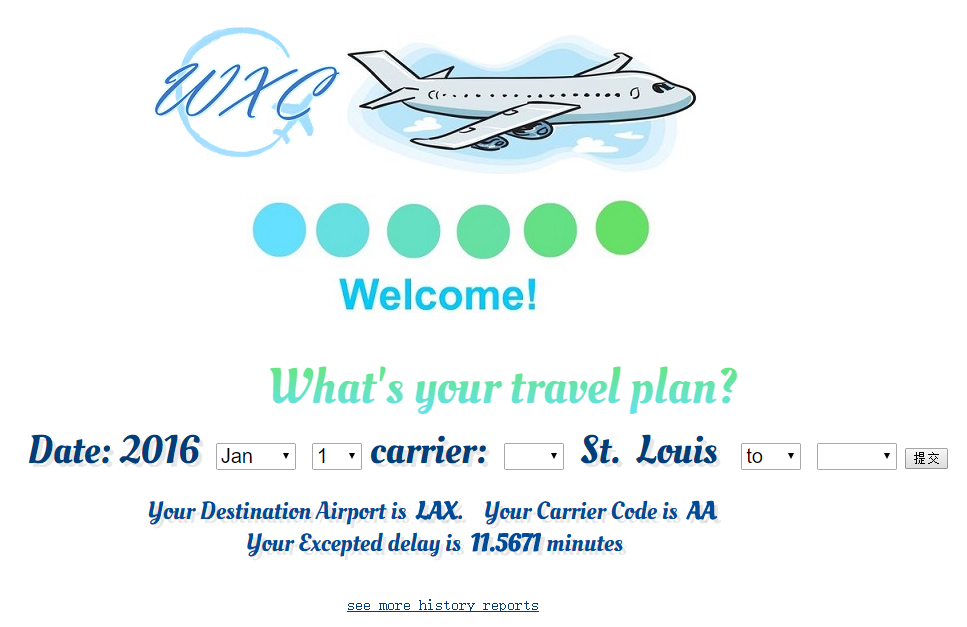 WXC
Welcome!
What's your travel plan?
Date: 2016 Jan 1 carrier: St. Louis to 提交
Your Destination Airport is LAX. Your Carrier Code is AA
Your Excepted delay is 11.5671 minutes
see more history reports